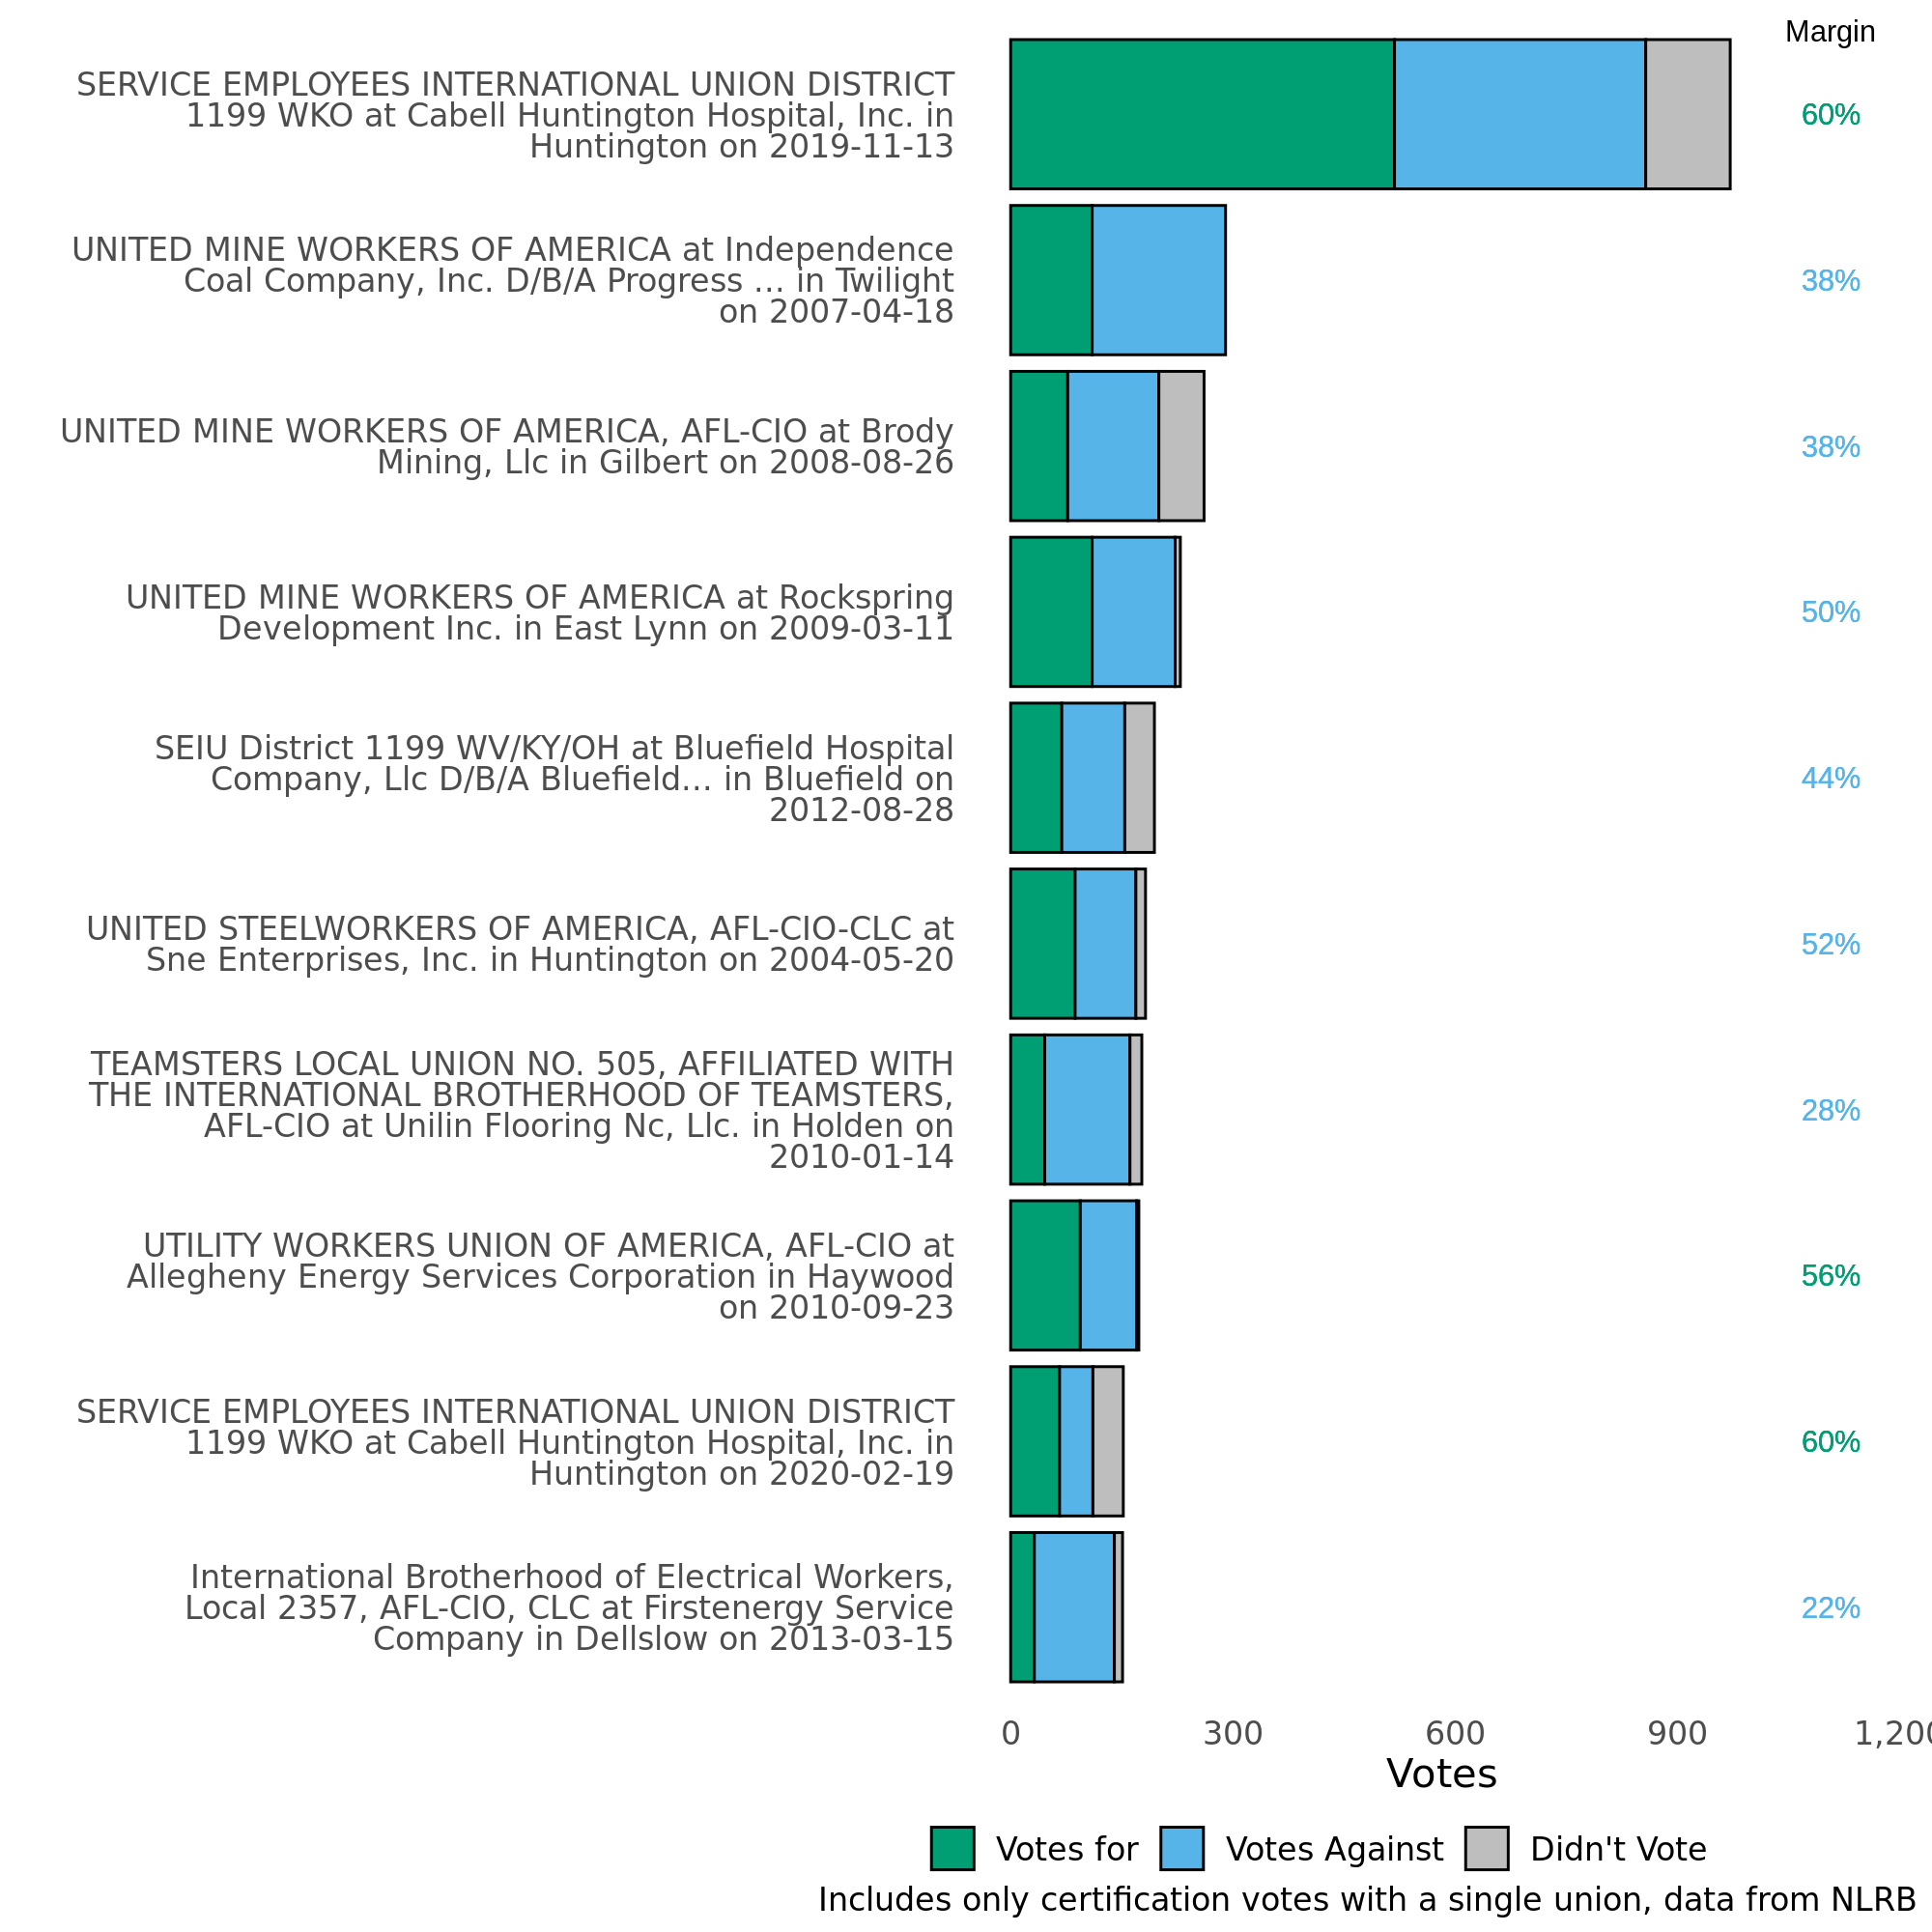 Margin
SERVICE EMPLOYEES INTERNATIONAL UNION DISTRICT
1199 WKO at Cabell Huntington Hospital, Inc. in
Huntington on 2019-11-13
60%
UNITED MINE WORKERS OF AMERICA at Independence
Coal Company, Inc. D/B/A Progress ... in Twilight
on 2007-04-18
38%
UNITED MINE WORKERS OF AMERICA, AFL-CIO at Brody
Mining, Llc in Gilbert on 2008-08-26
38%
UNITED MINE WORKERS OF AMERICA at Rockspring
Development Inc. in East Lynn on 2009-03-11
50%
SEIU District 1199 WV/KY/OH at Bluefield Hospital
Company, Llc D/B/A Bluefield... in Bluefield on
2012-08-28
44%
UNITED STEELWORKERS OF AMERICA, AFL-CIO-CLC at
Sne Enterprises, Inc. in Huntington on 2004-05-20
52%
TEAMSTERS LOCAL UNION NO. 505, AFFILIATED WITH
THE INTERNATIONAL BROTHERHOOD OF TEAMSTERS,
AFL-CIO at Unilin Flooring Nc, Llc. in Holden on
2010-01-14
28%
UTILITY WORKERS UNION OF AMERICA, AFL-CIO at
Allegheny Energy Services Corporation in Haywood
on 2010-09-23
56%
SERVICE EMPLOYEES INTERNATIONAL UNION DISTRICT
1199 WKO at Cabell Huntington Hospital, Inc. in
Huntington on 2020-02-19
60%
International Brotherhood of Electrical Workers,
Local 2357, AFL-CIO, CLC at Firstenergy Service
Company in Dellslow on 2013-03-15
22%
0 300 600 900 1,200
Votes
Votes for Votes Against Didn't Vote
Includes only certification votes with a single union, data from NLRB